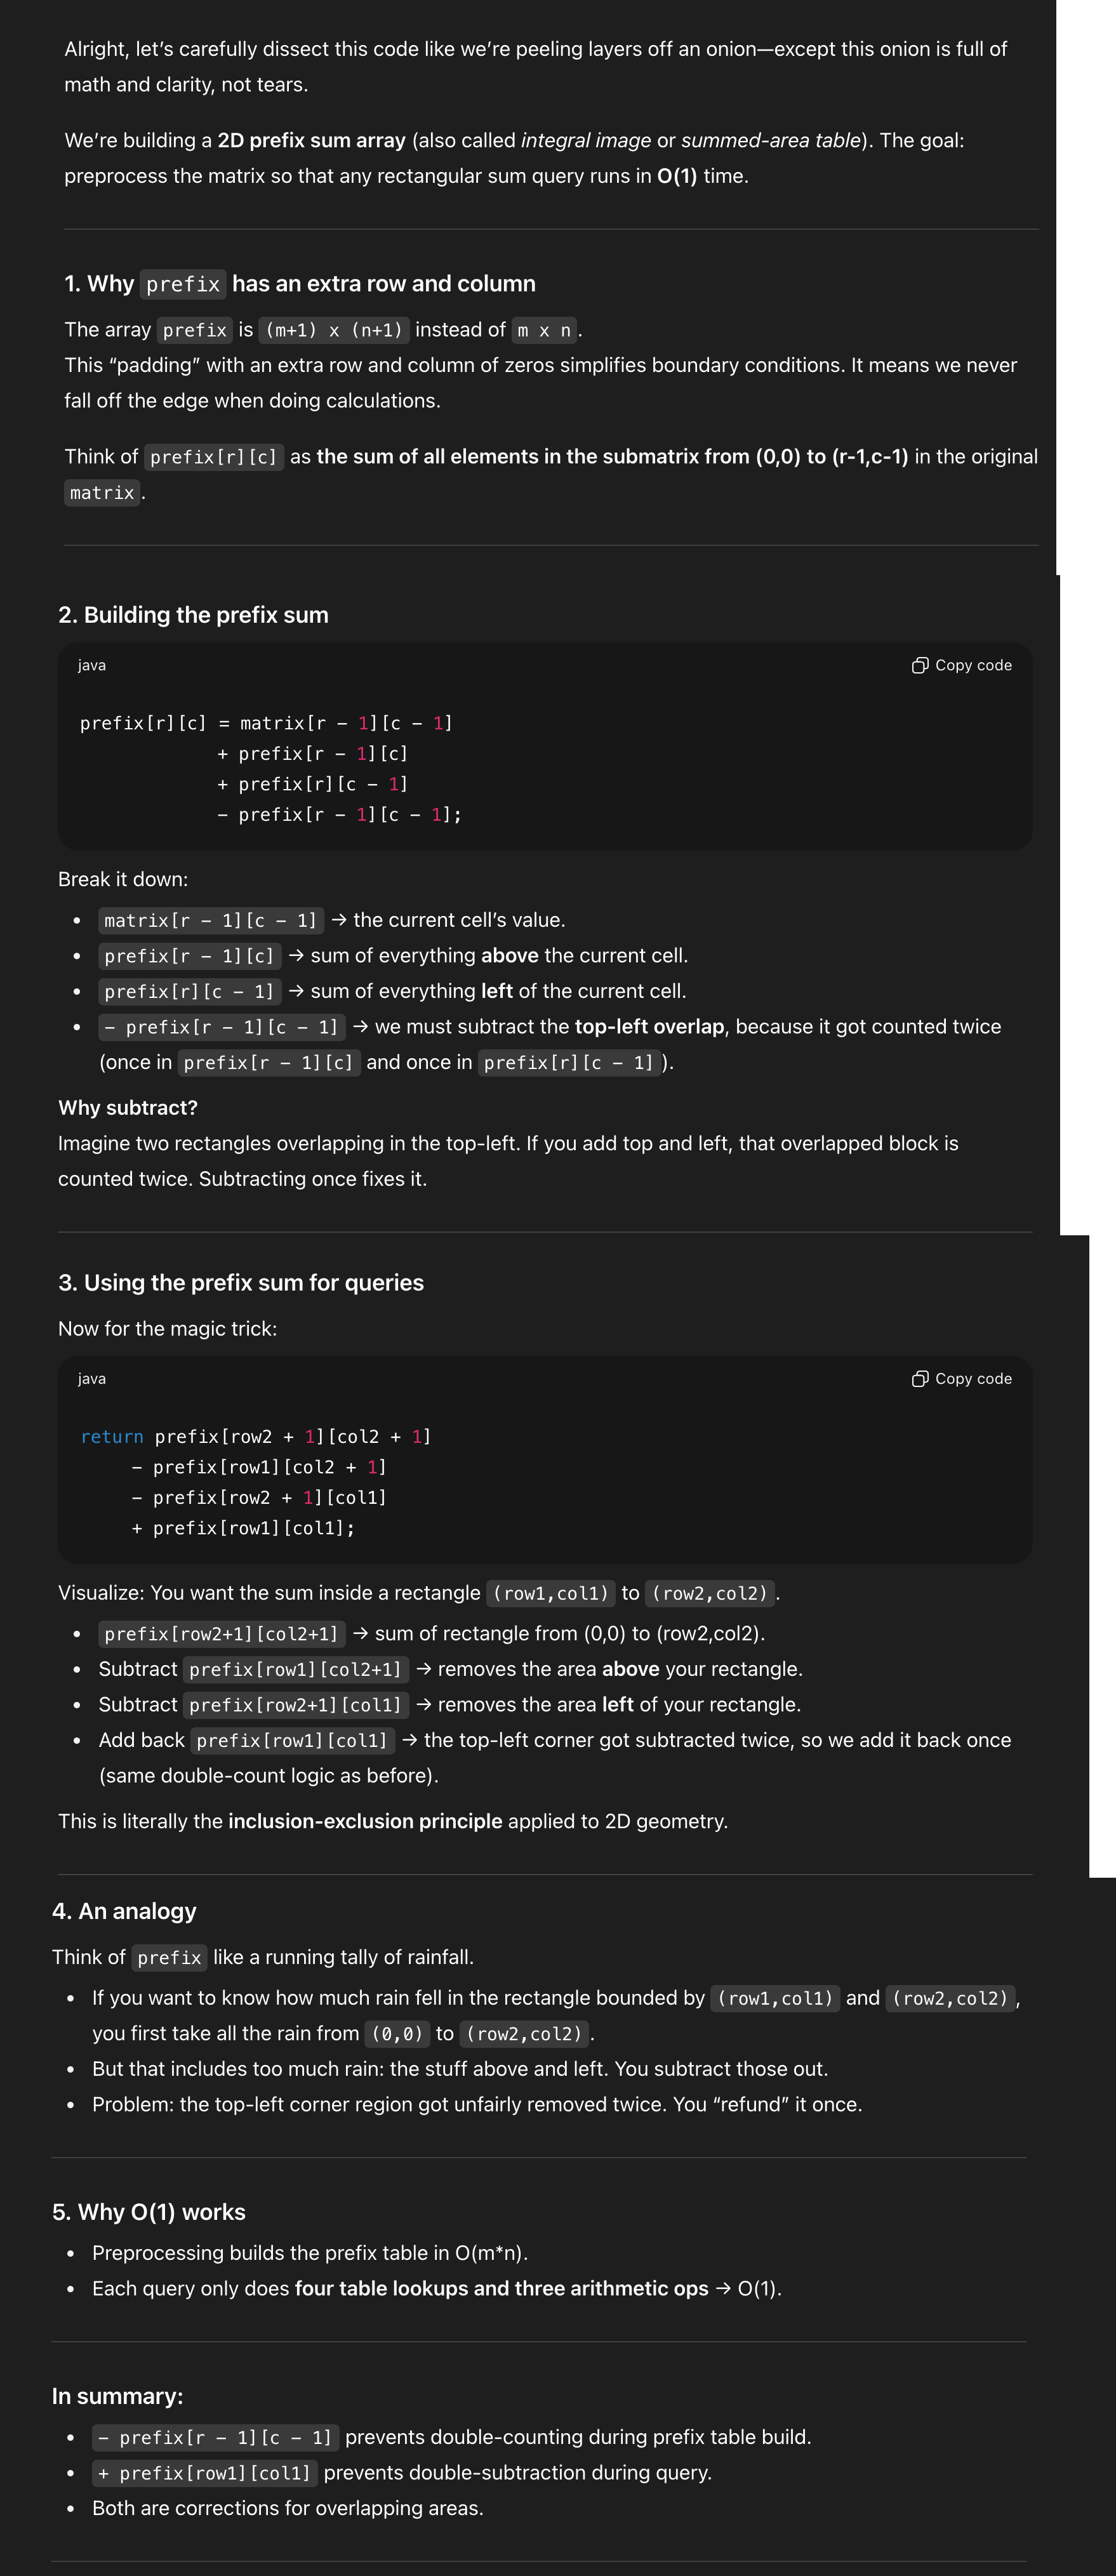 Alright, let’s carefully dissect this code like we’re peeling layers off an onion—except this onion is full of
math and clarity, not tears.
We’re building a 2D prefix sum array (also called integral image or summed-area table). The goal:
preprocess the matrix so that any rectangular sum query runs in O(1) time.
1. Why prefix has an extra row and column
The array prefix is (m+1) x (n+1) instead of m x n.
This “padding” with an extra row and column of zeros simplifies boundary conditions. It means we never
fall off the edge when doing calculations.
Think of prefix[r][c] as the sum of all elements in the submatrix from (0,0) to (r-1,c-1) in the original
matrix.
2. Building the prefix sum
java Copy code
prefix[r][c] = matrix[r - 1][c - 1]
+ prefix[r - 1][c]
+ prefix[r][c - 1]
- prefix[r - 1][c - 1];
Break it down:
• matrix[r - 1][c - 1] → the current cell’s value.
• prefix[r - 1][c] → sum of everything above the current cell.
• prefix[r][c - 1] → sum of everything left of the current cell.
• - prefix[r - 1][c - 1] → we must subtract the top-left overlap, because it got counted twice
(once in prefix[r - 1][c] and once in prefix[r][c - 1]).
Why subtract?
Imagine two rectangles overlapping in the top-left. If you add top and left, that overlapped block is
counted twice. Subtracting once fixes it.
3. Using the prefix sum for queries
Now for the magic trick:
java Copy code
return prefix[row2 + 1][col2 + 1]
- prefix[row1][col2 + 1]
- prefix[row2 + 1][col1]
+ prefix[row1][col1];
Visualize: You want the sum inside a rectangle (row1,col1) to (row2,col2).
• prefix[row2+1][col2+1] → sum of rectangle from (0,0) to (row2,col2).
• Subtract prefix[row1][col2+1] → removes the area above your rectangle.
• Subtract prefix[row2+1][col1] → removes the area left of your rectangle.
• Add back prefix[row1][col1] → the top-left corner got subtracted twice, so we add it back once
(same double-count logic as before).
This is literally the inclusion-exclusion principle applied to 2D geometry.
4. An analogy
Think of prefix like a running tally of rainfall.
• If you want to know how much rain fell in the rectangle bounded by (row1,col1) and (row2,col2),
you first take all the rain from (0,0) to (row2,col2).
• But that includes too much rain: the stuff above and left. You subtract those out.
• Problem: the top-left corner region got unfairly removed twice. You “refund” it once.
5. Why O(1) works
• Preprocessing builds the prefix table in O(m*n).
• Each query only does four table lookups and three arithmetic ops → O(1).
In summary:
• - prefix[r - 1][c - 1] prevents double-counting during prefix table build.
• + prefix[row1][col1] prevents double-subtraction during query.
• Both are corrections for overlapping areas.